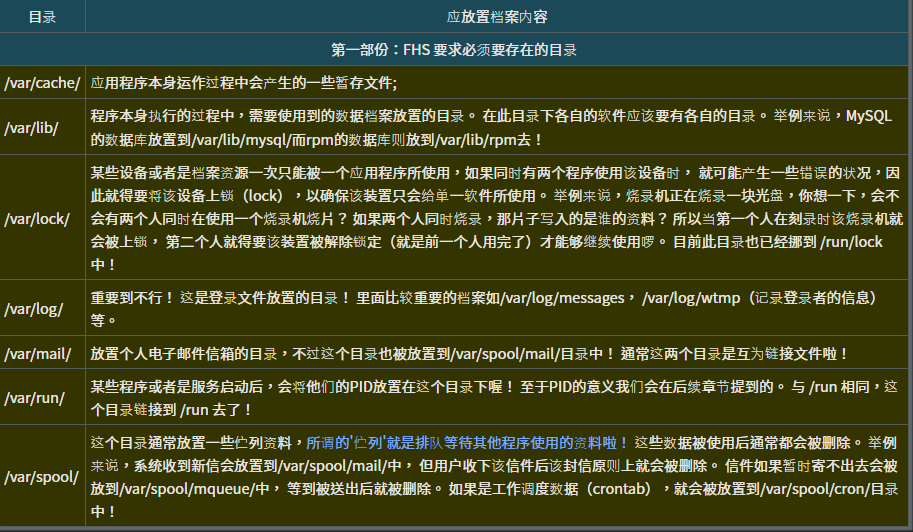 目录 应放置档案内容
第一部份：FHS 要求必须要存在的目录
/var/cache/ 应用程序本身运作过程中会产生的一些暂存文件;
/var/lib/ 程序本身执行的过程中，需要使用到的数据档案放置的目录。 在此目录下各自的软件应该要有各自的目录。 举例来说，MySQL
的数据库放置到/var/lib/mysql/而rpm的数据库则放到/var/lib/rpm去！
/var/lock/ 某些设备或者是档案资源一次只能被一个应用程序所使用，如果同时有两个程序使用该设备时， 就可能产生一些错误的状况，因
此就得要将该设备上锁（lock），以确保该装置只会给单一软件所使用。 举例来说，烧录机正在烧录一块光盘，你想一下，会不
会有两个人同时在使用一个烧录机烧片？ 如果两个人同时烧录，那片子写入的是谁的资料？ 所以当第一个人在刻录时该烧录机就
会被上锁， 第二个人就得要该装置被解除锁定（就是前一个人用完了）才能够继续使用啰。 目前此目录也已经挪到 /run/lock
中！
/var/log/ 重要到不行！ 这是登录文件放置的目录！ 里面比较重要的档案如/var/log/messages， /var/log/wtmp（记录登录者的信息）
等。
/var/mail/ 放置个人电子邮件信箱的目录，不过这个目录也被放置到/var/spool/mail/目录中！ 通常这两个目录是互为链接文件啦！
/var/run/ 某些程序或者是服务启动后，会将他们的PID放置在这个目录下喔！ 至于PID的意义我们会在后续章节提到的。 与 /run 相同，这
个目录链接到 /run 去了！
/var/spool/ 这个目录通常放置一些伫列资料，所谓的'伫列'就是排队等待其他程序使用的资料啦！ 这些数据被使用后通常都会被删除。 举例
来说，系统收到新信会放置到/var/spool/mail/中， 但用户收下该信件后该封信原则上就会被删除。 信件如果暂时寄不出去会被
放到/var/spool/mqueue/中， 等到被送出后就被删除。 如果是工作调度数据（crontab），就会被放置到/var/spool/cron/目录
中！